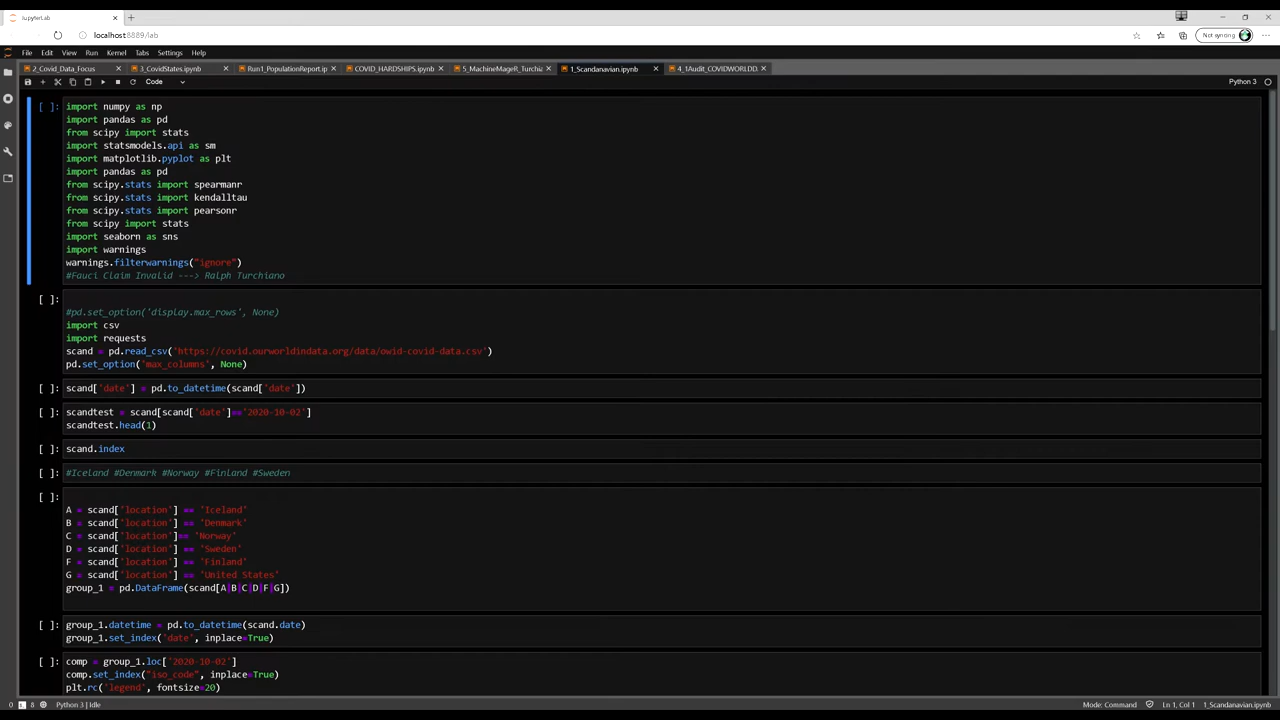 JupyterLab
localhost:8889/lab
Not syncing
File Edit View Run Kernel Tabs Settings Help
2_Covid_Data_Focus
3_CovidStates.ipynb
Run1_PopulationReport.ip
COVID_HARDSHIPS.ipynb
5_MachineMageR_Turchia
1_Scandanavian.ipynb
4_1Audit_COVIDWORLDD.
Code
Python 3
[ ]: import numpy as np
import pandas as pd
from scipy import stats
import statsmodels.api as sm
import matplotlib.pyplot as plt
import pandas as pd
from scipy.stats import spearmanr
from scipy.stats import kendalltau
from scipy.stats import pearsonr
from scipy import stats
import seaborn as sns
import warnings
warnings.filterwarnings("ignore")
#Fauci Claim Invalid ---> Ralph Turchiano
[ ]:
#pd.set_option('display.max_rows', None)
import csv
import requests
scand = pd.read_csv('https://covid.ourworldindata.org/data/owid-covid-data.csv')
pd.set_option('max_columns', None)
[ ]: scand['date'] = pd.to_datetime(scand['date'])
[ ]: scandtest = scand[scand['date']=='2020-10-02']
scandtest.head(1)
[ ]: scand.index
[ ]: #Iceland #Denmark #Norway #Finland #Sweden
[ ]:
A = scand['location'] == 'Iceland'
B = scand['location'] == 'Denmark'
C = scand['location']== 'Norway'
D = scand['location'] == 'Sweden'
F = scand['location'] == 'Finland'
G = scand['location'] == 'United States'
group_1 = pd.DataFrame(scand[A|B|C|D|F|G])
[ ]: group_1.datetime = pd.to_datetime(scand.date)
group_1.set_index('date', inplace=True)
[ ]: comp = group_1.loc['2020-10-02']
comp.set_index("iso_code", inplace=True)
plt.rc('legend', fontsize=20)
0 8 Python 3 | Idle
Mode: Command Ln 1, Col 1 1_Scandanavian.ipynb